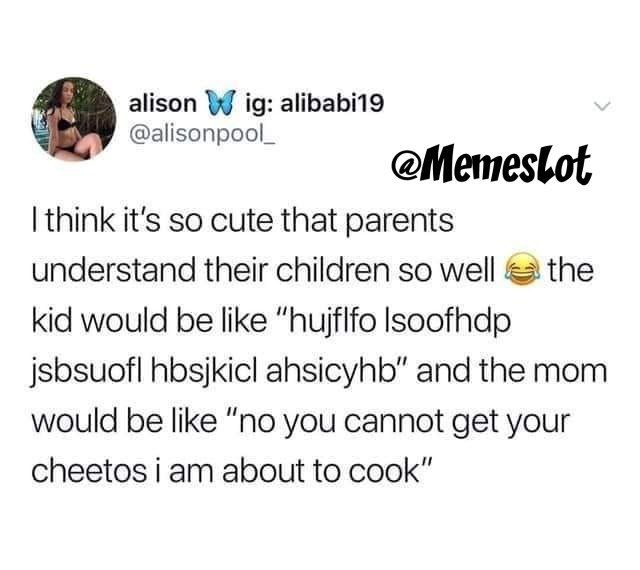 alison 🦋 ig: alibabi19
@alisonpool_
@MemesLot
I think it's so cute that parents
understand their children so well 😂 the
kid would be like "hujflfo lsoofhdp
jsbsuofl hbsjkicl ahsicyhb" and the mom
would be like "no you cannot get your
cheetos i am about to cook"